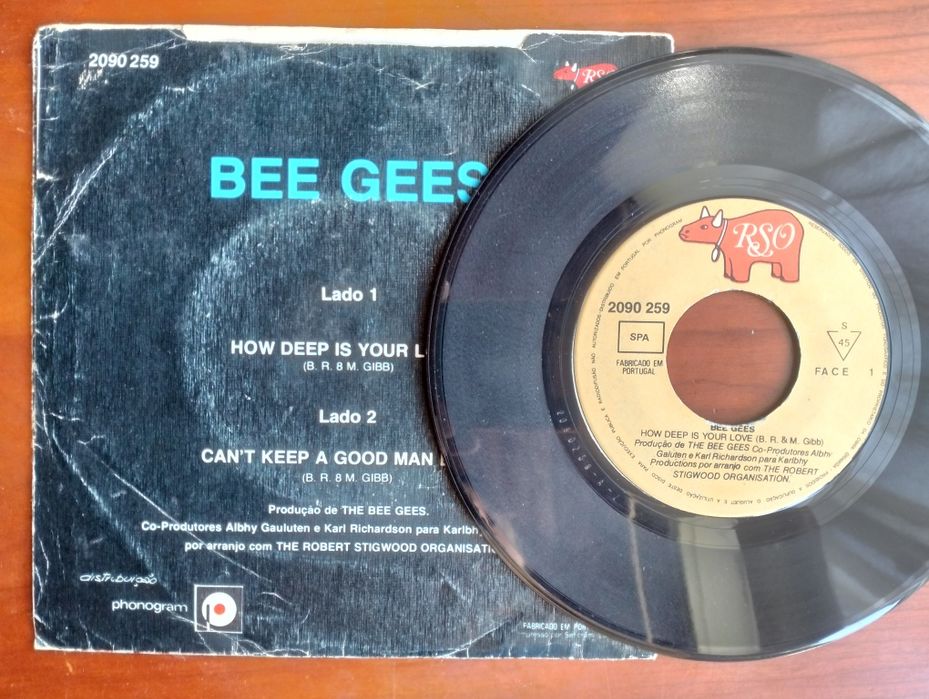 2090 259
RSO
BEE GEES
Lado 1
HOW DEEP IS YOUR L
(B. R. & M. GIBB)
Lado 2
CAN'T KEEP A GOOD MAN
(B. R. & M. GIBB)
Produção de THE BEE GEES.
Co-Produtores Albhy Gauluten e Karl Richardson para Karlbhy
por arranjo com THE ROBERT STIGWOOD ORGANISATIO
distribuição
phonogram
FABRICADO EM POR
RSO
2090 259
SPA
FABRICADO EM
PORTUGAL
S
45
FACE 1
BEE GEES
HOW DEEP IS YOUR LOVE (B. R. & M. Gibb)
Produção de THE BEE GEES Co-Produtores Albhy
Galuten e Karl Richardson para Karlbhy
Productions por arranjo com THE ROBERT
STIGWOOD ORGANISATION.